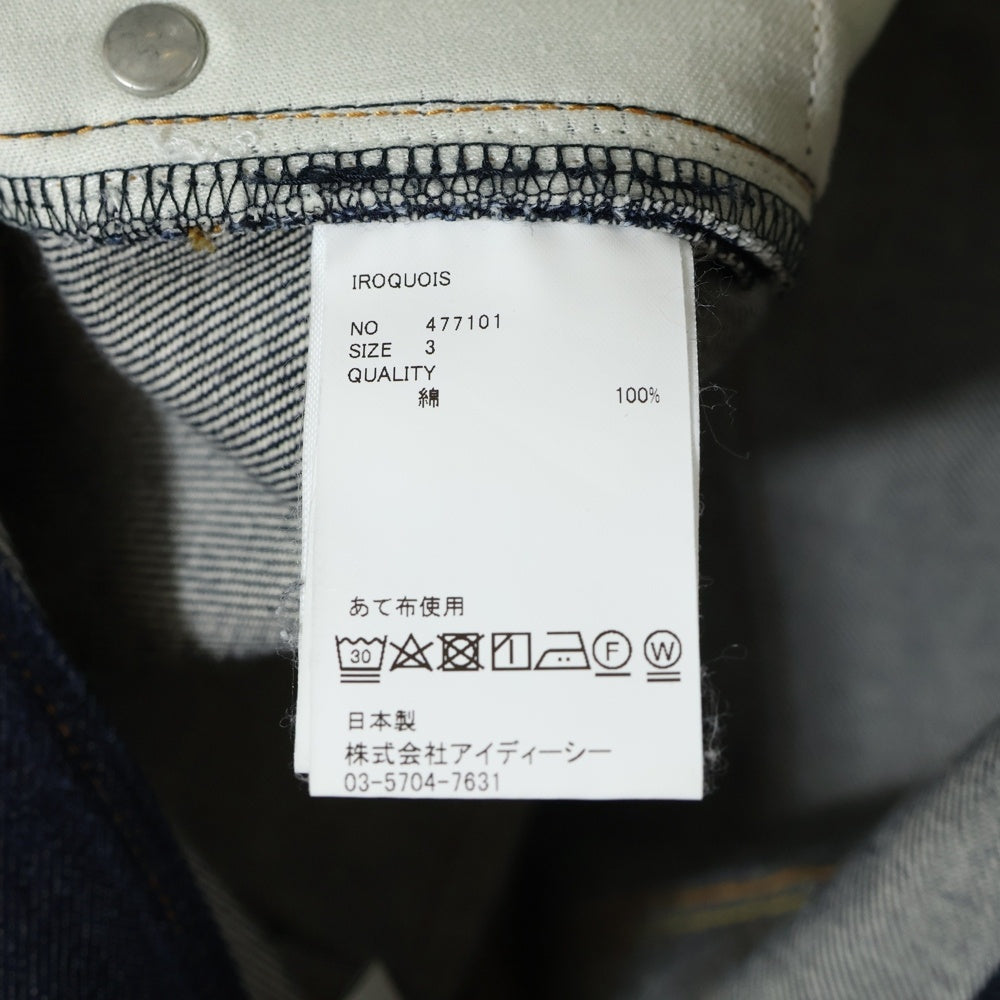 IROQUOIS
NO 477101
SIZE 3
QUALITY
綿 100%
あて布使用
30 F W
日本製
株式会社アイディーシー
03-5704-7631